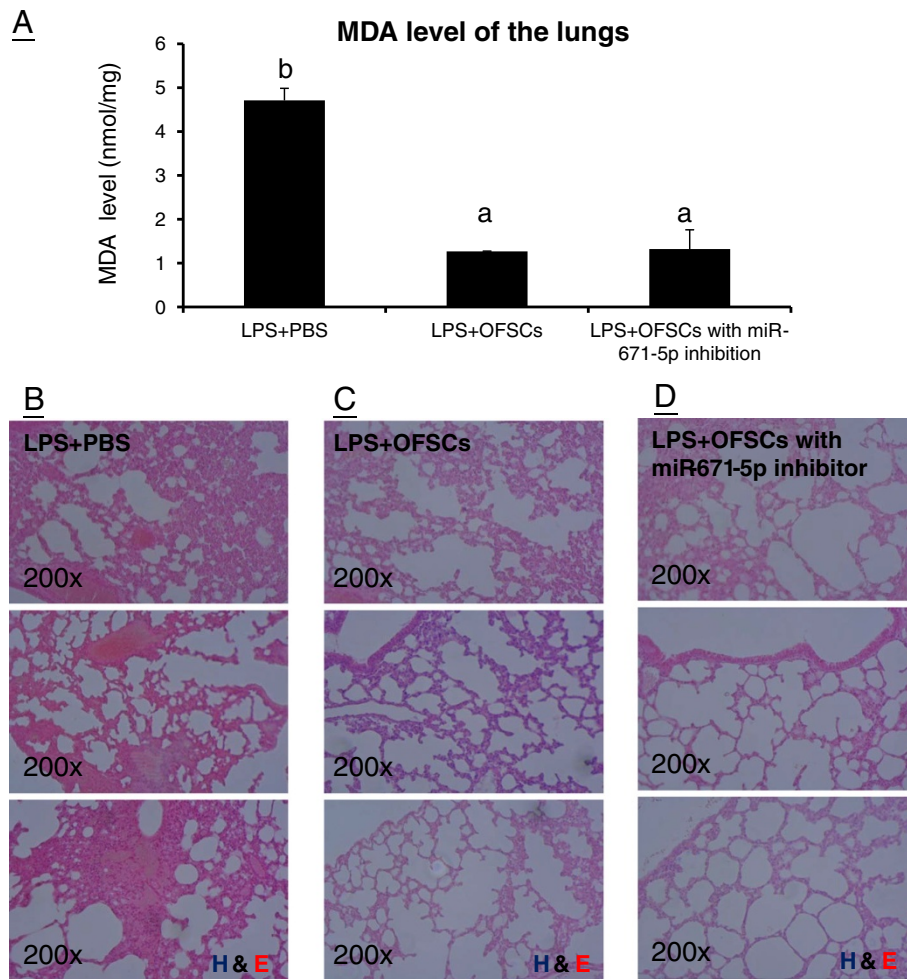 A
MDA level of the lungs
MDA level (nmol/mg)
6
5
4
3
2
1
0
b
a
a
LPS+PBS
LPS+OFSCs
LPS+OFSCs with miR-
671-5p inhibition
B
LPS+PBS
200x
200x
200x
H & E
C
LPS+OFSCs
200x
200x
200x
H & E
D
LPS+OFSCs with
miR-671-5p inhibitor
200x
200x
200x
H & E